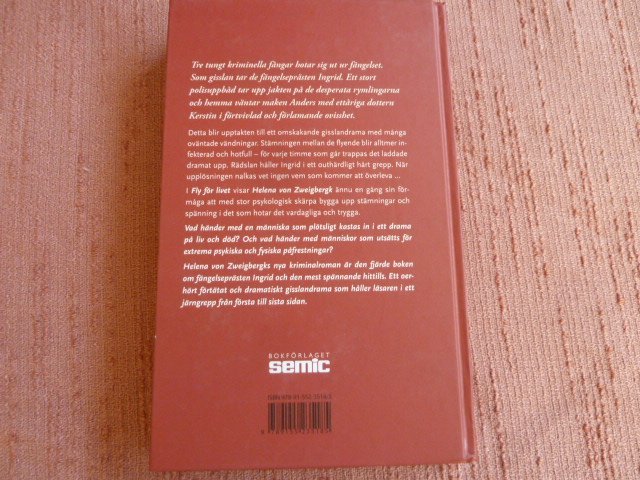 Tre tungt kriminella fångar hotar sig ut ur fängelset.
Som gisslan tar de fängelseprästen Ingrid. Ett stort
polisuppbåd tar upp jakten på de desperata rymlingarna
och hemma väntar maken Anders med ettåriga dottern
Kerstin i förtvivlad och förlamande ovisshet.
Detta blir upptakten till ett omskakande gisslandrama med många
oväntade vändningar. Stämningen mellan de flyende blir alltmer
infekterad och hotfull – för varje timme som går trappas det laddade
dramat upp. Rädslan håller Ingrid i ett outhärdligt hårt grepp. När
upplösningen nalkas vet ingen vem som kommer att överleva ...
I Fly för livet visar Helena von Zweigbergk ännu en gång sin för-
måga att med stor psykologisk skärpa bygga upp stämningar och
spänning i det som hotar det vardagliga och trygga.
Vad händer med en människa som plötsligt kastas in i ett drama
på liv och död? Och vad händer med människor som utsätts för
extrema psykiska och fysiska påfrestningar?
Helena von Zweigbergks nya kriminalroman är den fjärde boken
om fängelseprästen Ingrid och den mest spännande hittills. Ett oer-
hört förtätat och dramatiskt gisslandrama som håller läsaren i ett
järngrepp från första till sista sidan.
BOKFÖRLAGET
semic
ISBN 978-91-552-3518-5